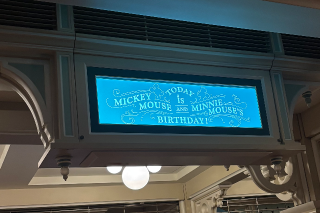 TODAY
MICKEY Is MINNIE
MOUSE AND MOUSE'S
BIRTHDAY!